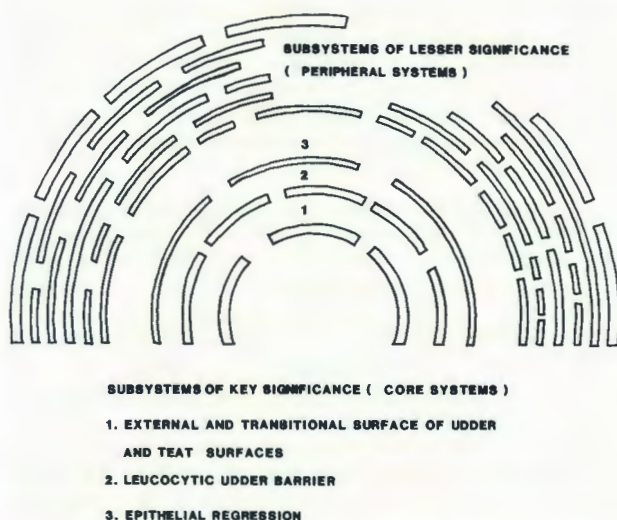 SUBSYSTEMS OF LESSER SIGNIFICANCE
( PERIPHERAL SYSTEMS )
3
2
1
SUBSYSTEMS OF KEY SIGNIFICANCE ( CORE SYSTEMS )
1. EXTERNAL AND TRANSITIONAL SURFACE OF UDDER
AND TEAT SURFACES
2. LEUCOCYTIC UDDER BARRIER
3. EPITHELIAL REGRESSION